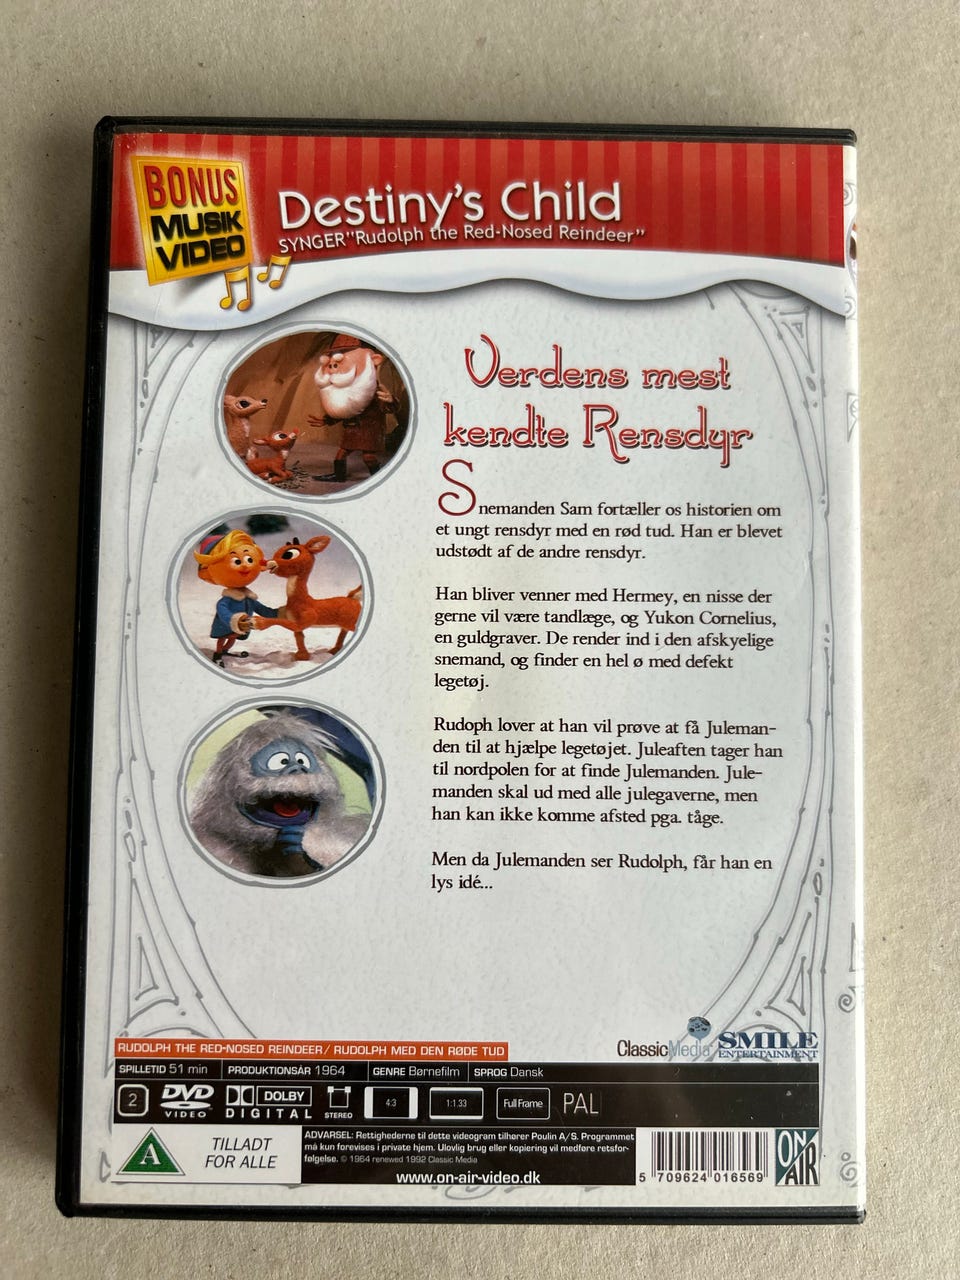 BONUS
MUSIK
VIDEO
Destiny's Child
SYNGER"Rudolph the Red-Nosed Reindeer"
Verdens mest
kendte Rensdyr
Snemanden Sam fortæller os historien om
et ungt rensdyr med en rød tud. Han er blevet
udstødt af de andre rensdyr.
Han bliver venner med Hermey, en nisse der
gerne vil være tandlæge, og Yukon Cornelius,
en guldgraver. De render ind i den afskyelige
snemand, og finder en hel ø med defekt
legetøj.
Rudoph lover at han vil prøve at få Juleman-
den til at hjælpe legetøjet. Juleaften tager han
til nordpolen for at finde Julemanden. Jule-
manden skal ud med alle julegaverne, men
han kan ikke komme afsted pga. tåge.
Men da Julemanden ser Rudolph, får han en
lys idé...
ClassicMedia
SMILE
ENTERTAINMENT
RUDOLPH THE RED-NOSED REINDEER/ RUDOLPH MED DEN RØDE TUD
SPILLETID 51 min PRODUKTIONSÅR 1964 GENRE Børnefilm SPROG Dansk
2 DVD VIDEO DOLBY DIGITAL STEREO 4:3 1:1.33 Full Frame PAL
A
TILLADT
FOR ALLE
ADVARSEL: Rettighederne til dette videogram tilhører Poulin A/S. Programmet
må kun forevises i private hjem. Ulovlig brug eller kopiering vil medføre retsfor-
følgelse. © 1964 renewed 1992 Classic Media
www.on-air-video.dk
5 709624 016569
ON
AIR